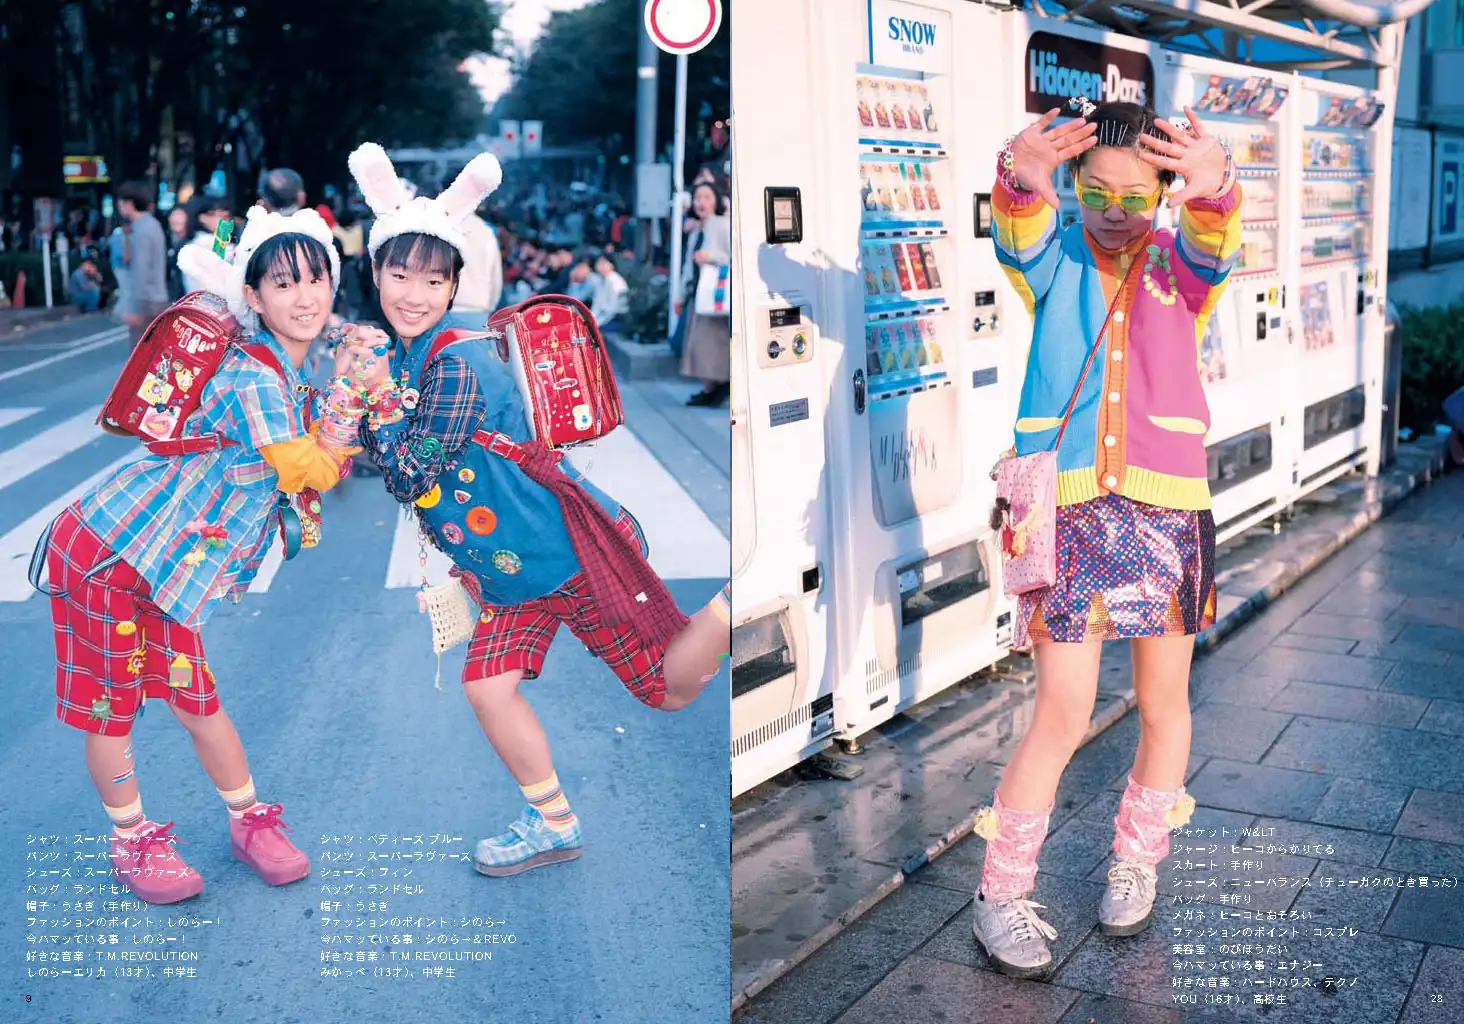 シャツ：スーパーラヴァーズ
パンツ：スーパーラヴァーズ
シューズ：スーパーラヴァーズ
バッグ：ランドセル
帽子：うさぎ（手作り）
ファッションのポイント：しのらー！
今ハマッている事：しのらー！
好きな音楽：T.M.REVOLUTION
しのらーエリカ（13才）、中学生
9
シャツ：ベティーズ ブルー
パンツ：スーパーラヴァーズ
シューズ：フィン
バッグ：ランドセル
帽子：うさぎ
ファッションのポイント：シのら→
今ハマッている事：シのら→＆REVO
好きな音楽：T.M.REVOLUTION
みかっぺ（13才）、中学生
SNOW
BRAND
Häagen-Dazs
ジャケット：W&LT
ジャージ：ヒーコからかりてる
スカート：手作り
シューズ：ニューバランス（チューガクのとき買った）
バッグ：手作り
メガネ：ヒーコとおそろい
ファッションのポイント：コスプレ
美容室：のびほうだい
今ハマッている事：エナジー
好きな音楽：ハードハウス、テクノ
YOU（16才）、高校生
28